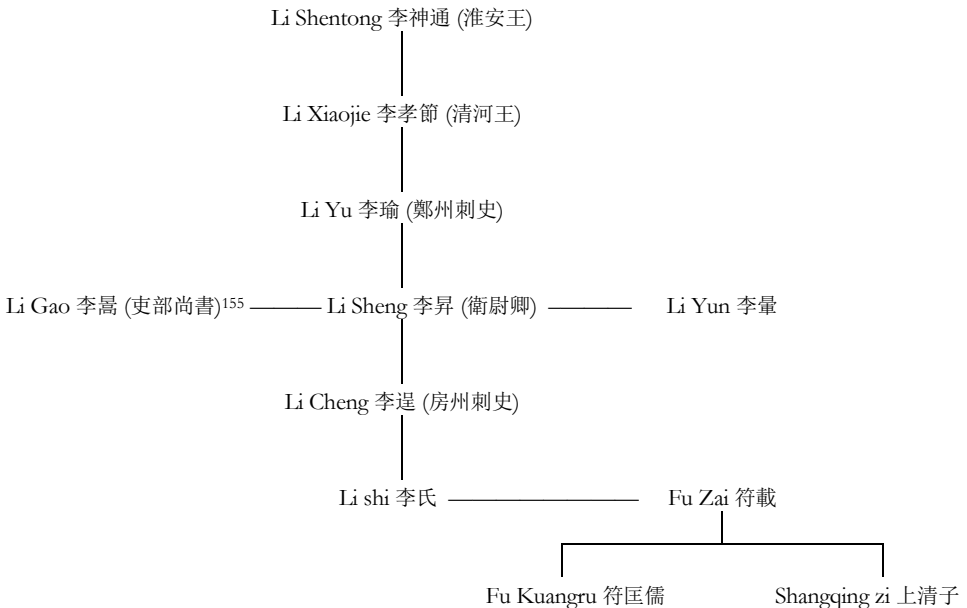 Li Shentong 李神通 (淮安王)
Li Xiaojie 李孝節 (清河王)
Li Yu 李瑜 (鄭州刺史)
Li Gao 李暠 (吏部尚書)155 Li Sheng 李昇 (衛尉卿) Li Yun 李暈
Li Cheng 李逞 (房州刺史)
Li shi 李氏 Fu Zai 符載
Fu Kuangru 符匡儒 Shangqing zi 上清子